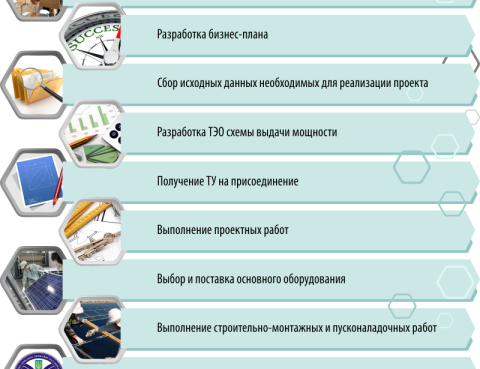 SUCCESS
Разработка бизнес-плана
Сбор исходных данных необходимых для реализации проекта
Разработка ТЭО схемы выдачи мощности
Получение ТУ на присоединение
Выполнение проектных работ
Выбор и поставка основного оборудования
Выполнение строительно-монтажных и пусконаладочных работ